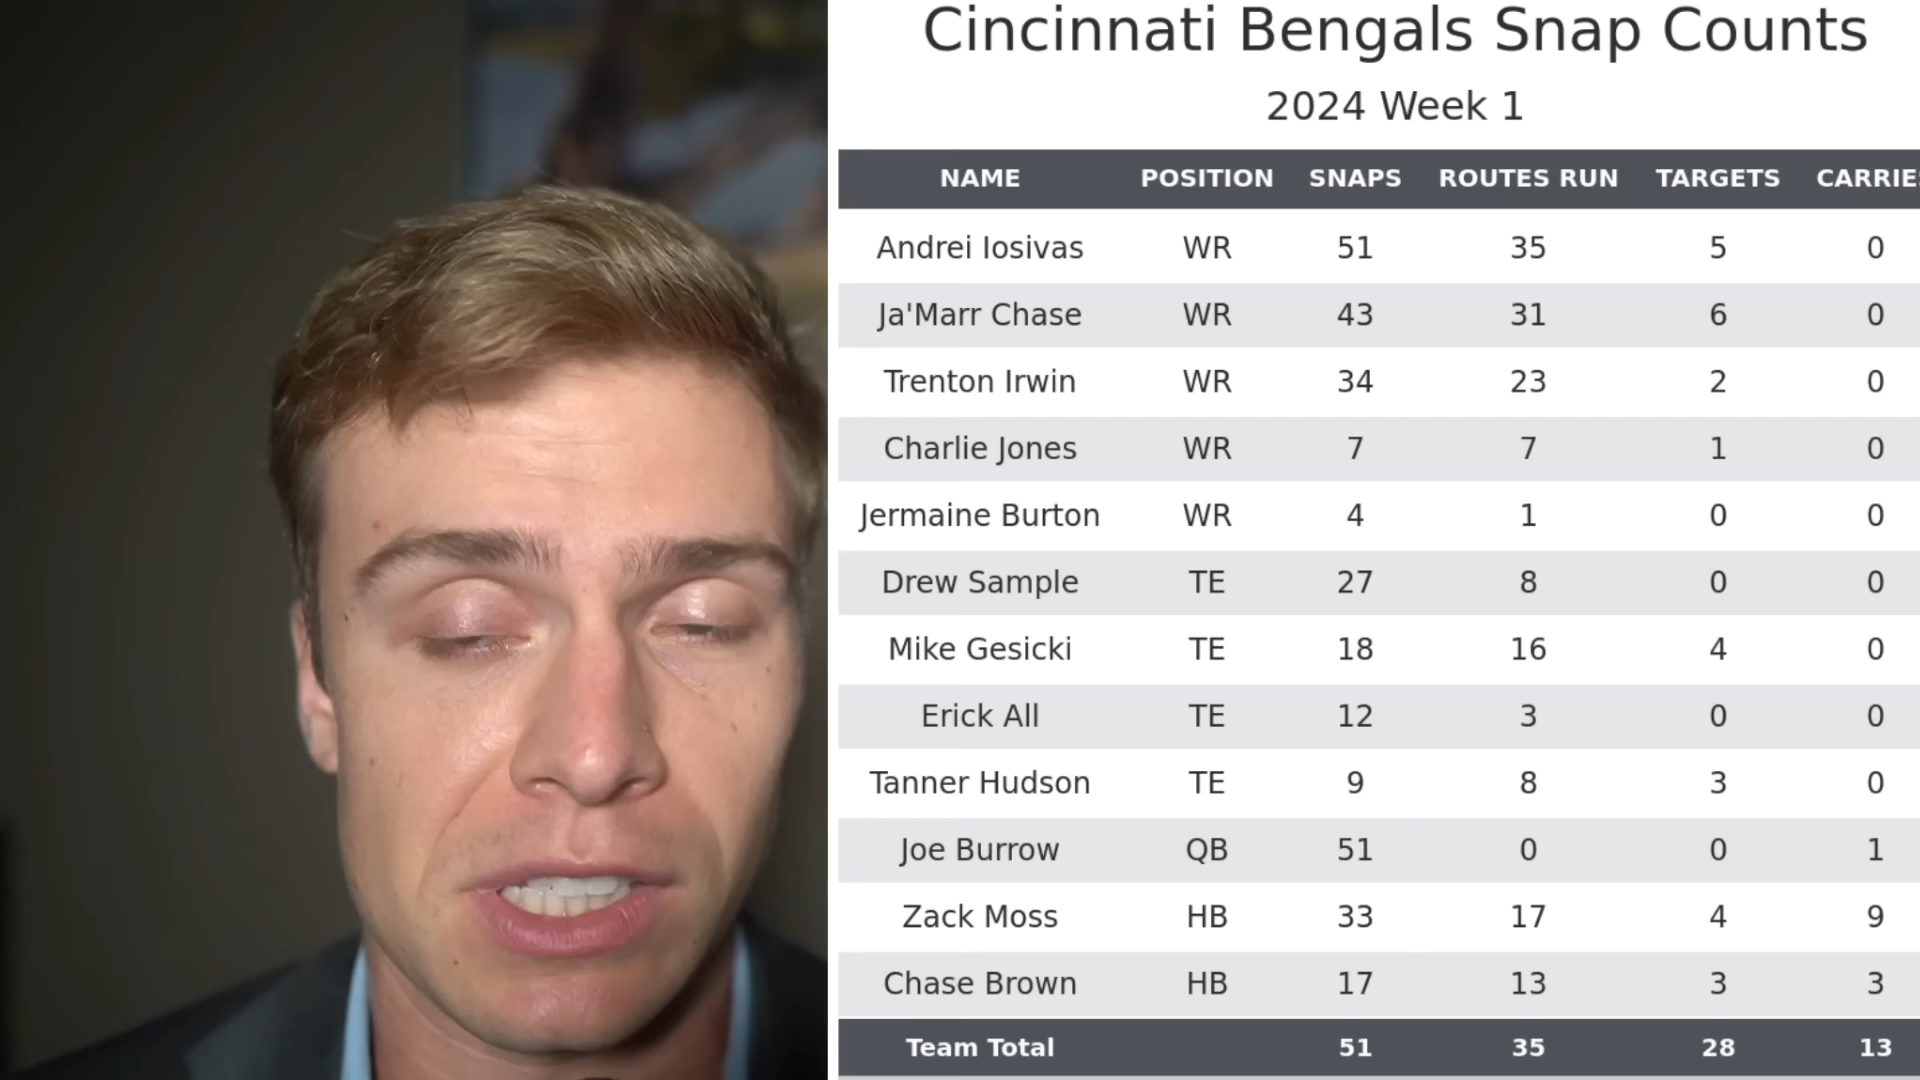 Cincinnati Bengals Snap Counts
2024 Week 1
NAME POSITION SNAPS ROUTES RUN TARGETS CARRIES
Andrei Iosivas WR 51 35 5 0
Ja'Marr Chase WR 43 31 6 0
Trenton Irwin WR 34 23 2 0
Charlie Jones WR 7 7 1 0
Jermaine Burton WR 4 1 0 0
Drew Sample TE 27 8 0 0
Mike Gesicki TE 18 16 4 0
Erick All TE 12 3 0 0
Tanner Hudson TE 9 8 3 0
Joe Burrow QB 51 0 0 1
Zack Moss HB 33 17 4 9
Chase Brown HB 17 13 3 3
Team Total 51 35 28 13